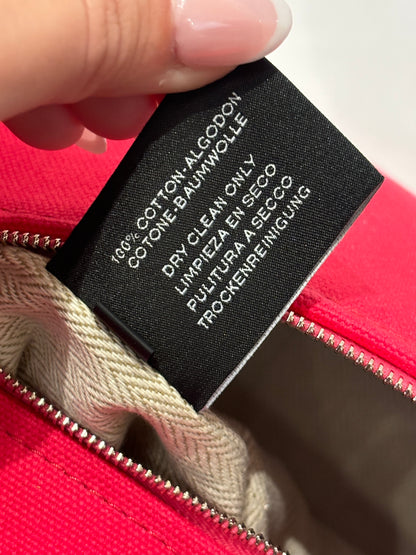 100% COTTON-ALGODON
COTONE-BAUMWOLLE
DRY CLEAN ONLY
LIMPIEZA EN SECO
PULITURA A SECCO
TROCKENREINIGUNG